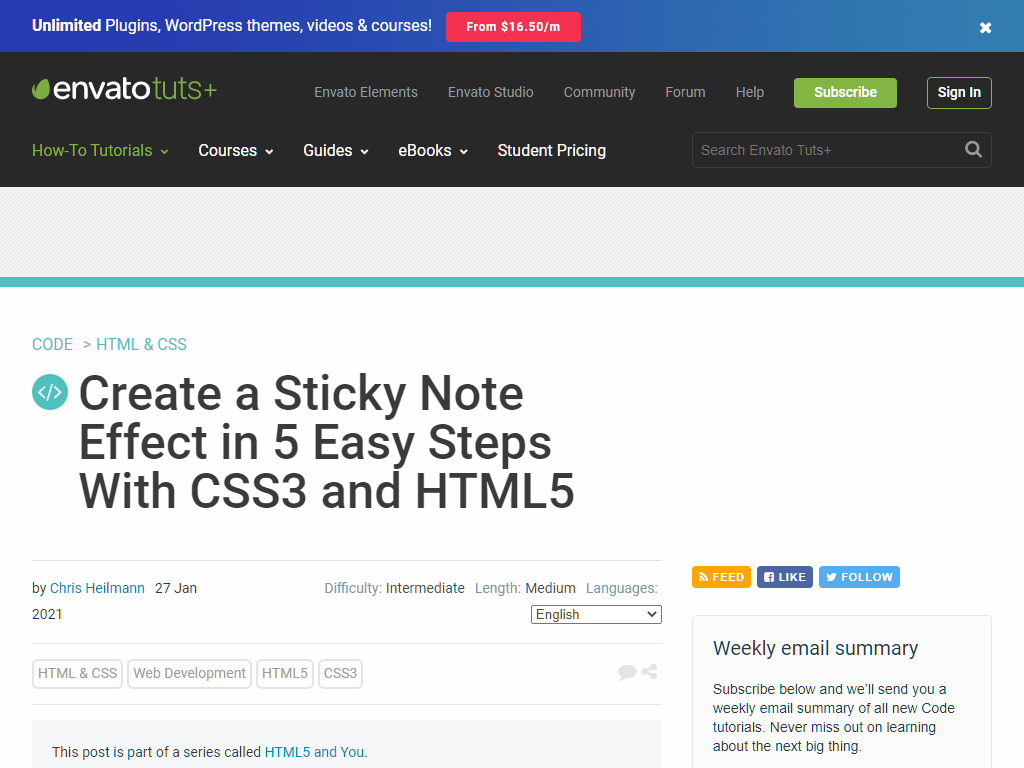 Unlimited Plugins, WordPress themes, videos & courses! From $16.50/m
envato tuts+ Envato Elements Envato Studio Community Forum Help Subscribe Sign In
How-To Tutorials Courses Guides eBooks Student Pricing Search Envato Tuts+
CODE > HTML & CSS
Create a Sticky Note
Effect in 5 Easy Steps
With CSS3 and HTML5
FEED LIKE FOLLOW
by Chris Heilmann 27 Jan
2021
Difficulty: Intermediate Length: Medium Languages:
English
HTML & CSS Web Development HTML5 CSS3
This post is part of a series called HTML5 and You.
Weekly email summary
Subscribe below and we'll send you a
weekly email summary of all new Code
tutorials. Never miss out on learning
about the next big thing.